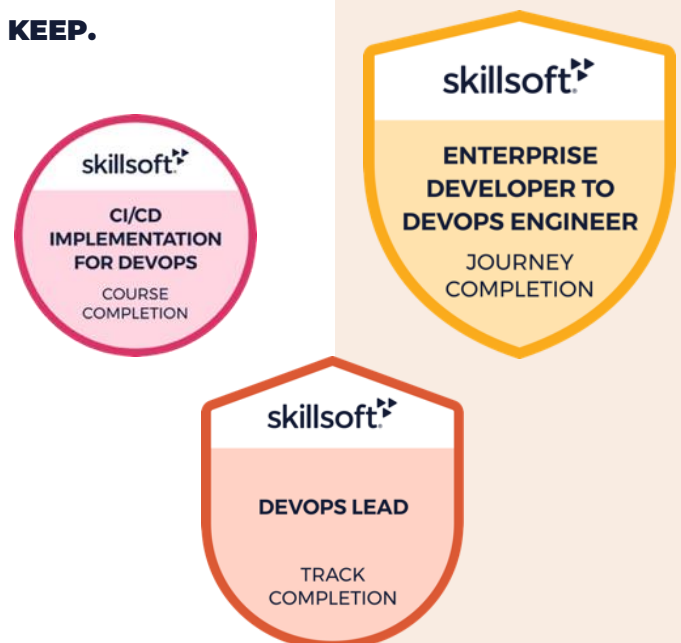 KEEP.
skillsoft
CI/CD
IMPLEMENTATION
FOR DEVOPS
COURSE
COMPLETION
skillsoft
ENTERPRISE
DEVELOPER TO
DEVOPS ENGINEER
JOURNEY
COMPLETION
skillsoft
DEVOPS LEAD
TRACK
COMPLETION